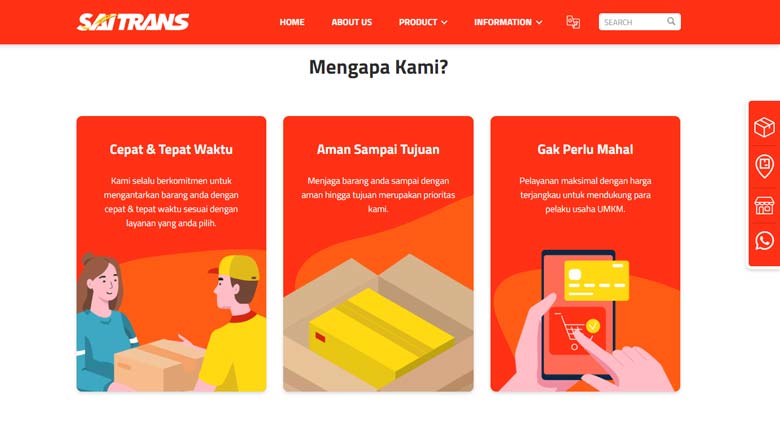 SAITRANS
HOME ABOUT US PRODUCT INFORMATION SEARCH
Mengapa Kami?
Cepat & Tepat Waktu
Kami selalu berkomitmen untuk
mengantarkan barang anda dengan
cepat & tepat waktu sesuai dengan
layanan yang anda pilih.
Aman Sampai Tujuan
Menjaga barang anda sampai dengan
aman hingga tujuan merupakan prioritas
kami.
Gak Perlu Mahal
Pelayanan maksimal dengan harga
terjangkau untuk mendukung para
pelaku usaha UMKM.